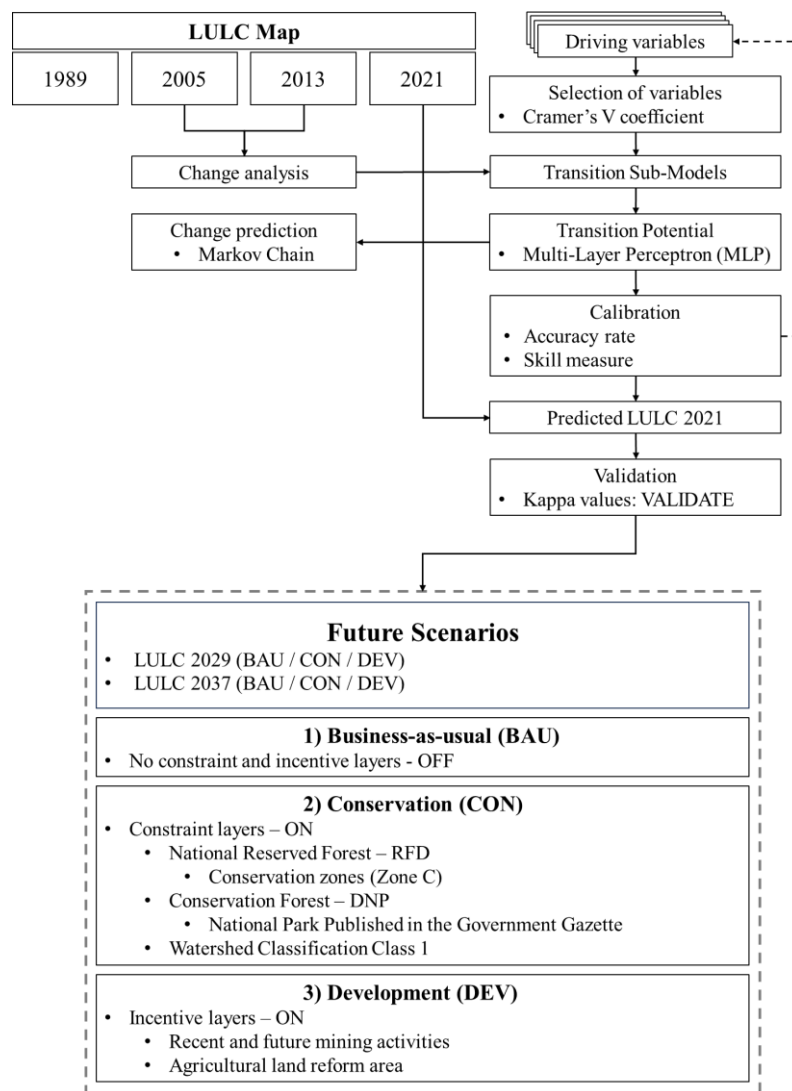 LULC Map
1989
2005
2013
2021
Driving variables
Selection of variables
• Cramer's V coefficient
Change analysis
Transition Sub-Models
Change prediction
• Markov Chain
Transition Potential
• Multi-Layer Perceptron (MLP)
Calibration
• Accuracy rate
• Skill measure
Predicted LULC 2021
Validation
• Kappa values: VALIDATE
Future Scenarios
• LULC 2029 (BAU / CON / DEV)
• LULC 2037 (BAU / CON / DEV)
1) Business-as-usual (BAU)
• No constraint and incentive layers - OFF
2) Conservation (CON)
• Constraint layers – ON
• National Reserved Forest – RFD
• Conservation zones (Zone C)
• Conservation Forest – DNP
• National Park Published in the Government Gazette
• Watershed Classification Class 1
3) Development (DEV)
• Incentive layers – ON
• Recent and future mining activities
• Agricultural land reform area